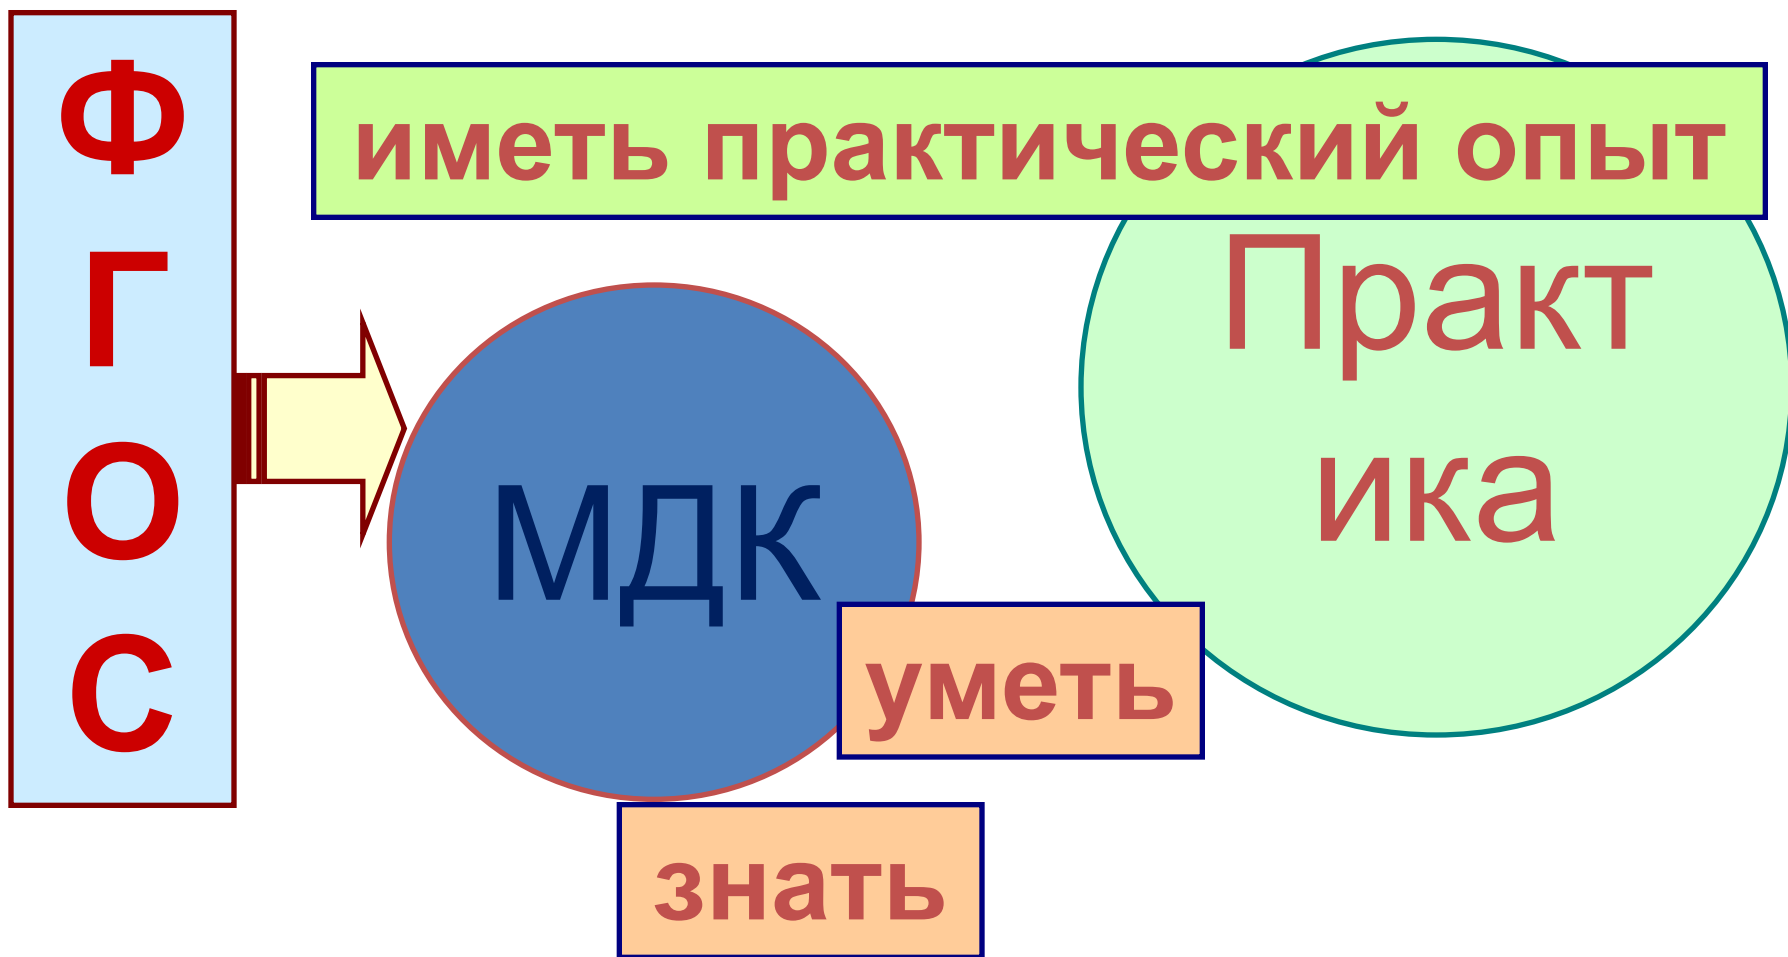 Ф
Г
О
С
иметь практический опыт
Практ
ика
МДК
уметь
знать